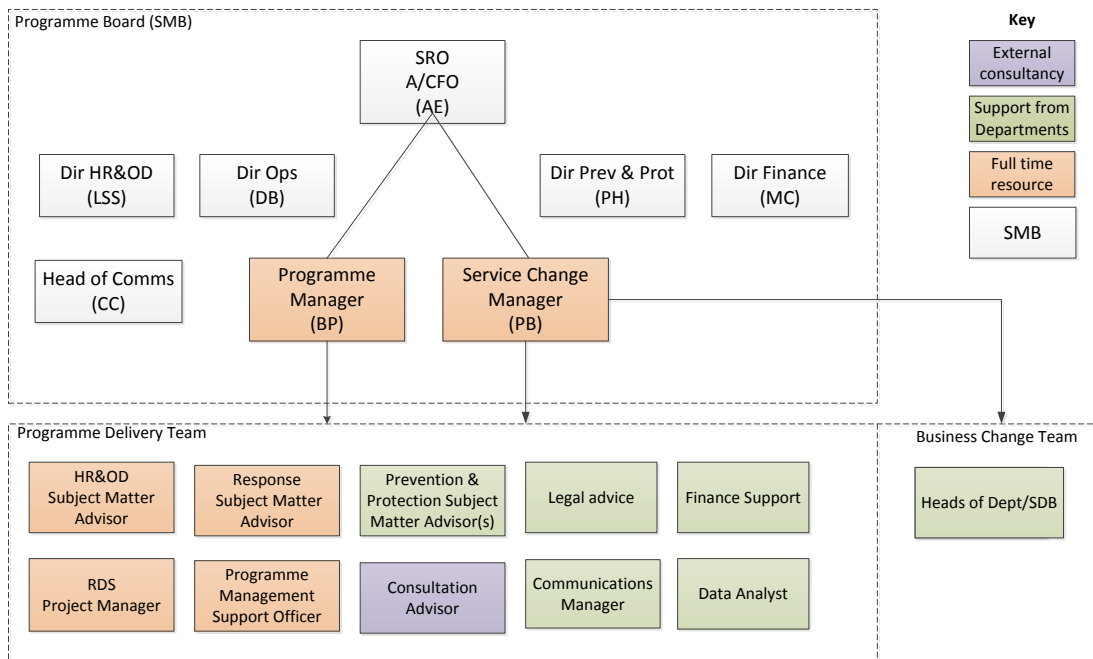 Programme Board (SMB)
SRO
A/CFO
(AE)
Dir HR&OD
(LSS)
Dir Ops
(DB)
Dir Prev & Prot
(PH)
Dir Finance
(MC)
Head of Comms
(CC)
Programme
Manager
(BP)
Service Change
Manager
(PB)
Key
External
consultancy
Support from
Departments
Full time
resource
SMB
Programme Delivery Team
HR&OD
Subject Matter
Advisor
Response
Subject Matter
Advisor
Prevention &
Protection Subject
Matter Advisor(s)
Legal advice
Finance Support
RDS
Project Manager
Programme
Management
Support Officer
Consultation
Advisor
Communications
Manager
Data Analyst
Business Change Team
Heads of Dept/SDB